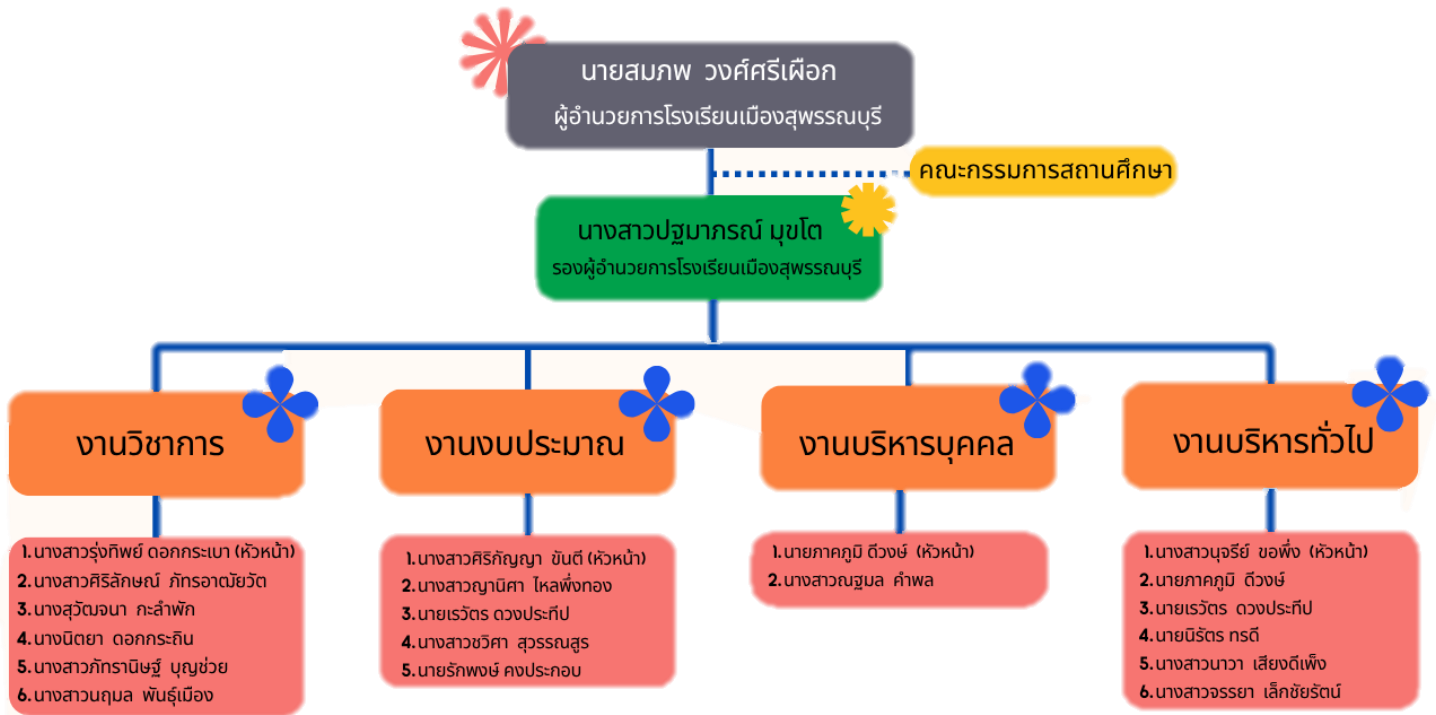 นายสมภพ วงศ์ศรีเผือก
ผู้อำนวยการโรงเรียนเมืองสุพรรณบุรี
คณะกรรมการสถานศึกษา
นางสาวปฐมาภรณ์ มุขโต
รองผู้อำนวยการโรงเรียนเมืองสุพรรณบุรี
งานวิชาการ
1.นางสาวรุ่งทิพย์ ดอกกระเบา (หัวหน้า)
2.นางสาวศิริลักษณ์ ภัทรอาฒัยวัต
3.นางสุวัฒจนา กะลำพัก
4.นางนิตยา ดอกกระถิน
5.นางสาวภัทรานิษฐ์ บุญช่วย
6.นางสาวนฤมล พันธุ์เมือง
งานงบประมาณ
1.นางสาวศิริกัญญา ขันตี (หัวหน้า)
2.นางสาวญานิศา ไหลพึ่งทอง
3.นายเรวัตร ดวงประทีป
4.นางสาวชวิศา สุวรรณสูร
5.นายรักพงษ์ คงประกอบ
งานบริหารบุคคล
1.นายภาคภูมิ ดีวงษ์ (หัวหน้า)
2.นางสาวณฐมล คำพล
งานบริหารทั่วไป
1.นางสาวนุจรีย์ ขอพึ่ง (หัวหน้า)
2.นายภาคภูมิ ดีวงษ์
3.นายเรวัตร ดวงประทีป
4.นายนิรัตร ทรดี
5.นางสาวนาวา เสียงดีเพ็ง
6.นางสาวจรรยา เล็กชัยรัตน์